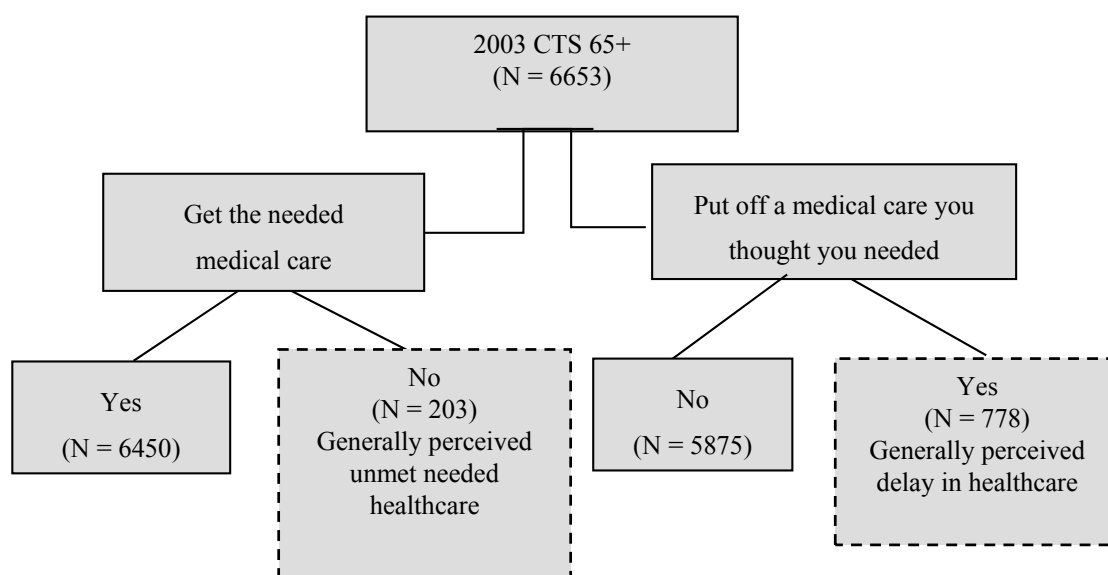 2003 CTS 65+
(N = 6653)
Get the needed
medical care
Put off a medical care you
thought you needed
Yes
(N = 6450)
No
(N = 203)
Generally perceived
unmet needed
healthcare
No
(N = 5875)
Yes
(N = 778)
Generally perceived
delay in healthcare